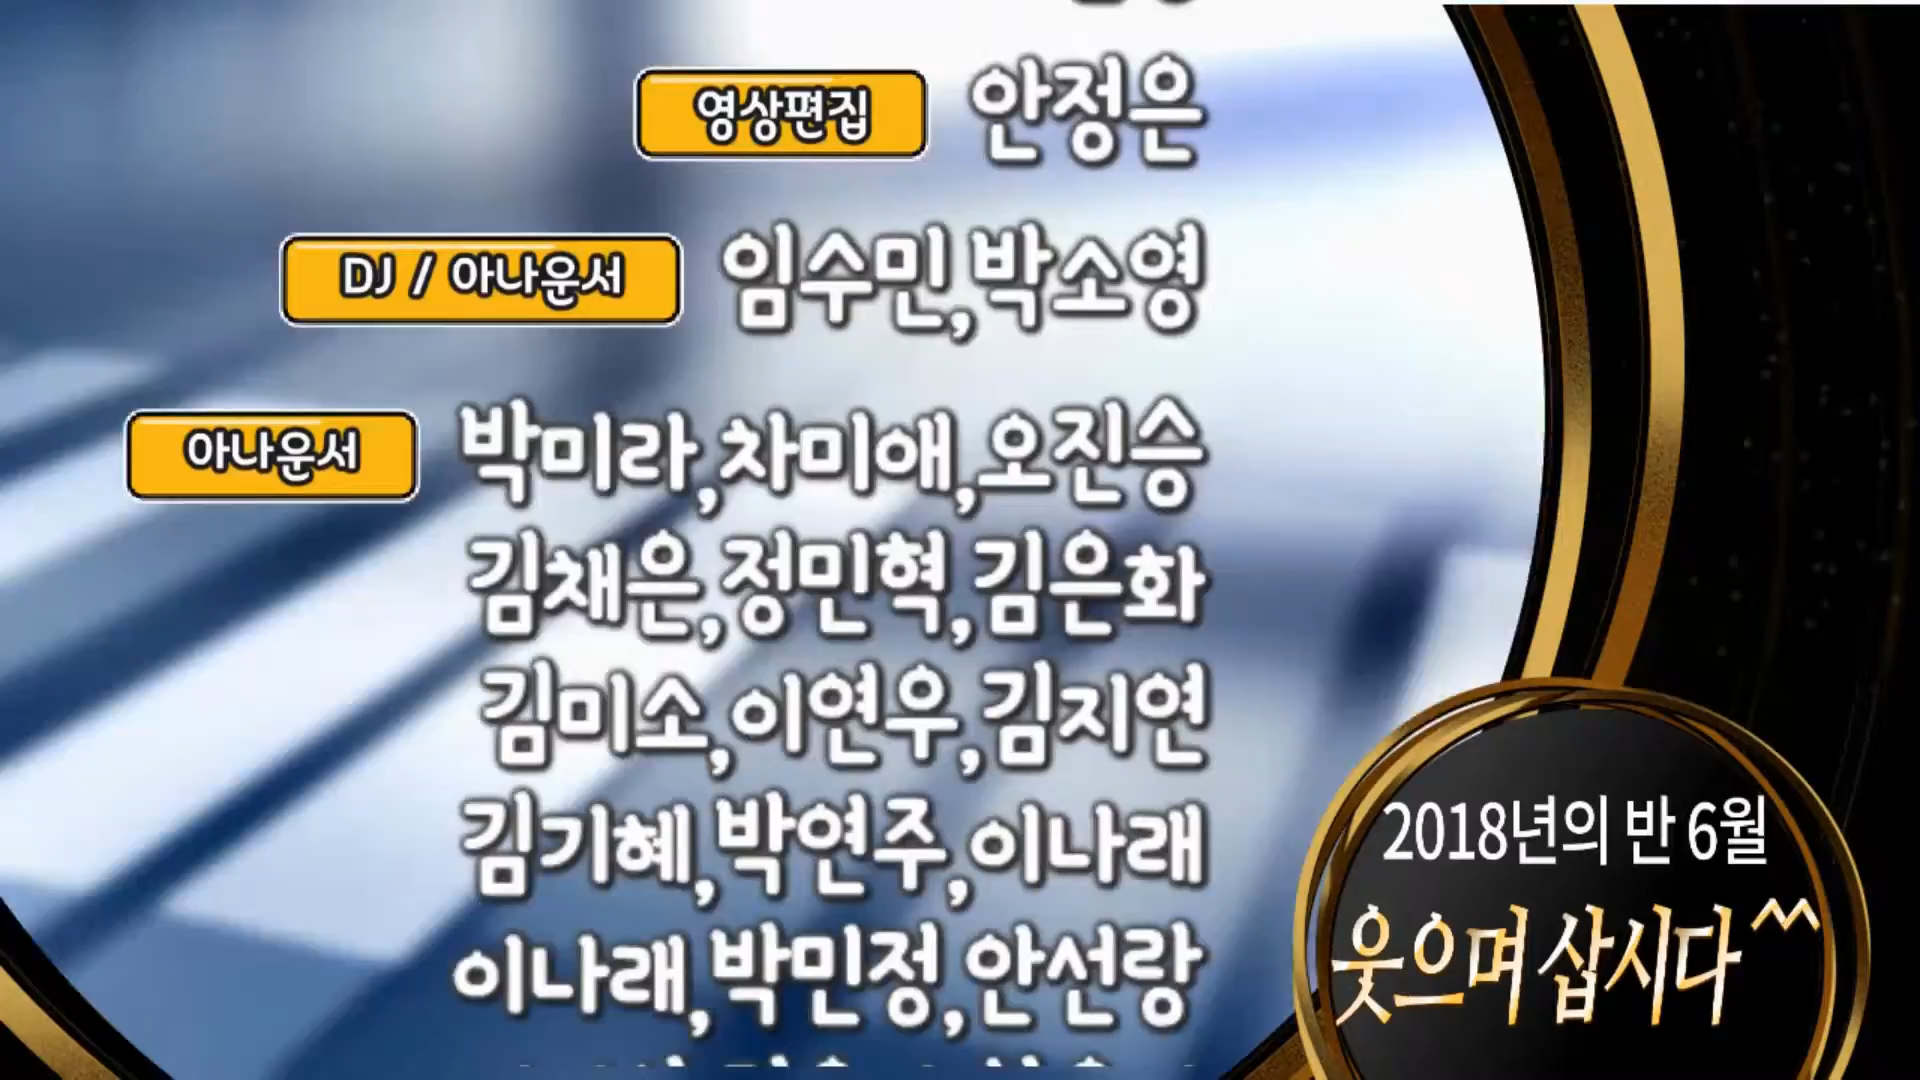 영상편집 안정은
DJ / 아나운서 임수민,박소영
아나운서 박미라,차미애,오진승
김채은,정민혁,김은화
김미소,이연우,김지연
김기혜,박연주,이나래
이나래,박민정,안선랑
2018년의 반 6월
웃으며 삽시다^^